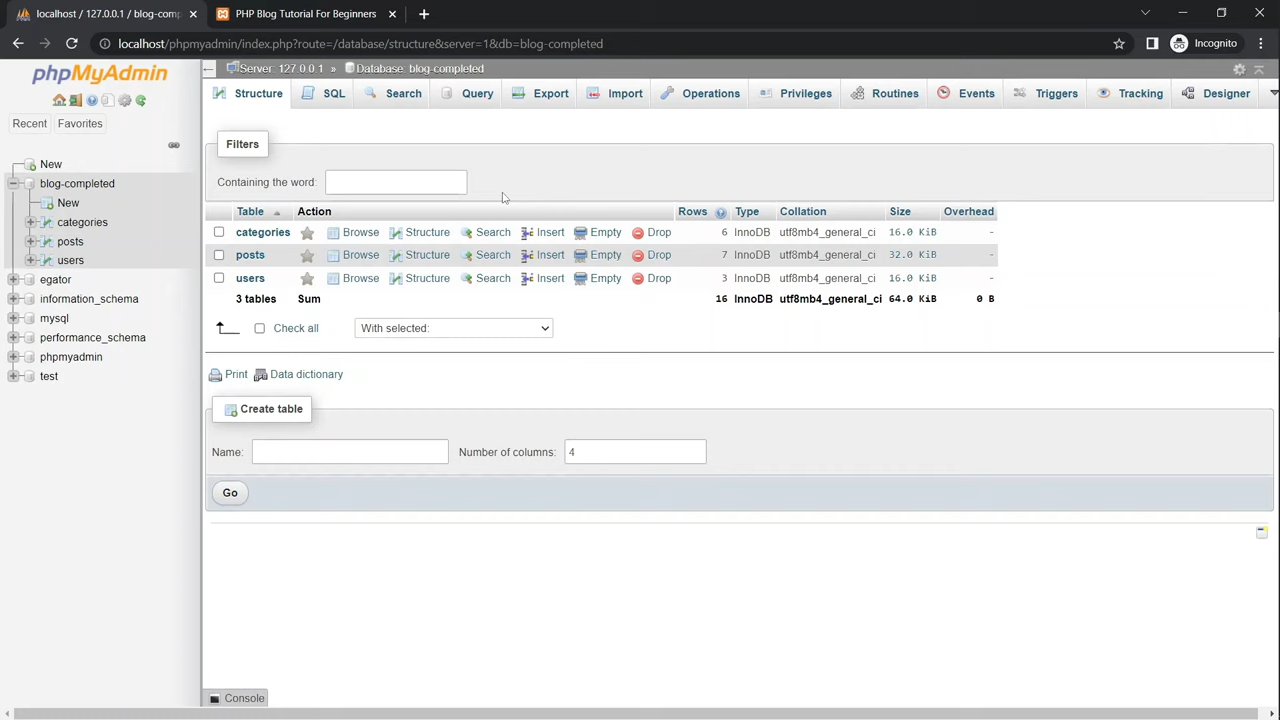 localhost / 127.0.0.1 / blog-comp
PHP Blog Tutorial For Beginners
localhost/phpmyadmin/index.php?route=/database/structure&server=1&db=blog-completed
Incognito
phpMyAdmin
Recent
Favorites
New
blog-completed
New
categories
posts
users
egator
information_schema
mysql
performance_schema
phpmyadmin
test
Server: 127.0.0.1 » Database: blog-completed
Structure SQL Search Query Export Import Operations Privileges Routines Events Triggers Tracking Designer
Filters
Containing the word:
Table Action Rows Type Collation Size Overhead
categories Browse Structure Search Insert Empty Drop 6 InnoDB utf8mb4_general_ci 16.0 KiB -
posts Browse Structure Search Insert Empty Drop 7 InnoDB utf8mb4_general_ci 32.0 KiB -
users Browse Structure Search Insert Empty Drop 3 InnoDB utf8mb4_general_ci 16.0 KiB -
3 tables Sum 16 InnoDB utf8mb4_general_ci 64.0 KiB 0 B
Check all With selected:
Print Data dictionary
Create table
Name: Number of columns: 4
Go
Console